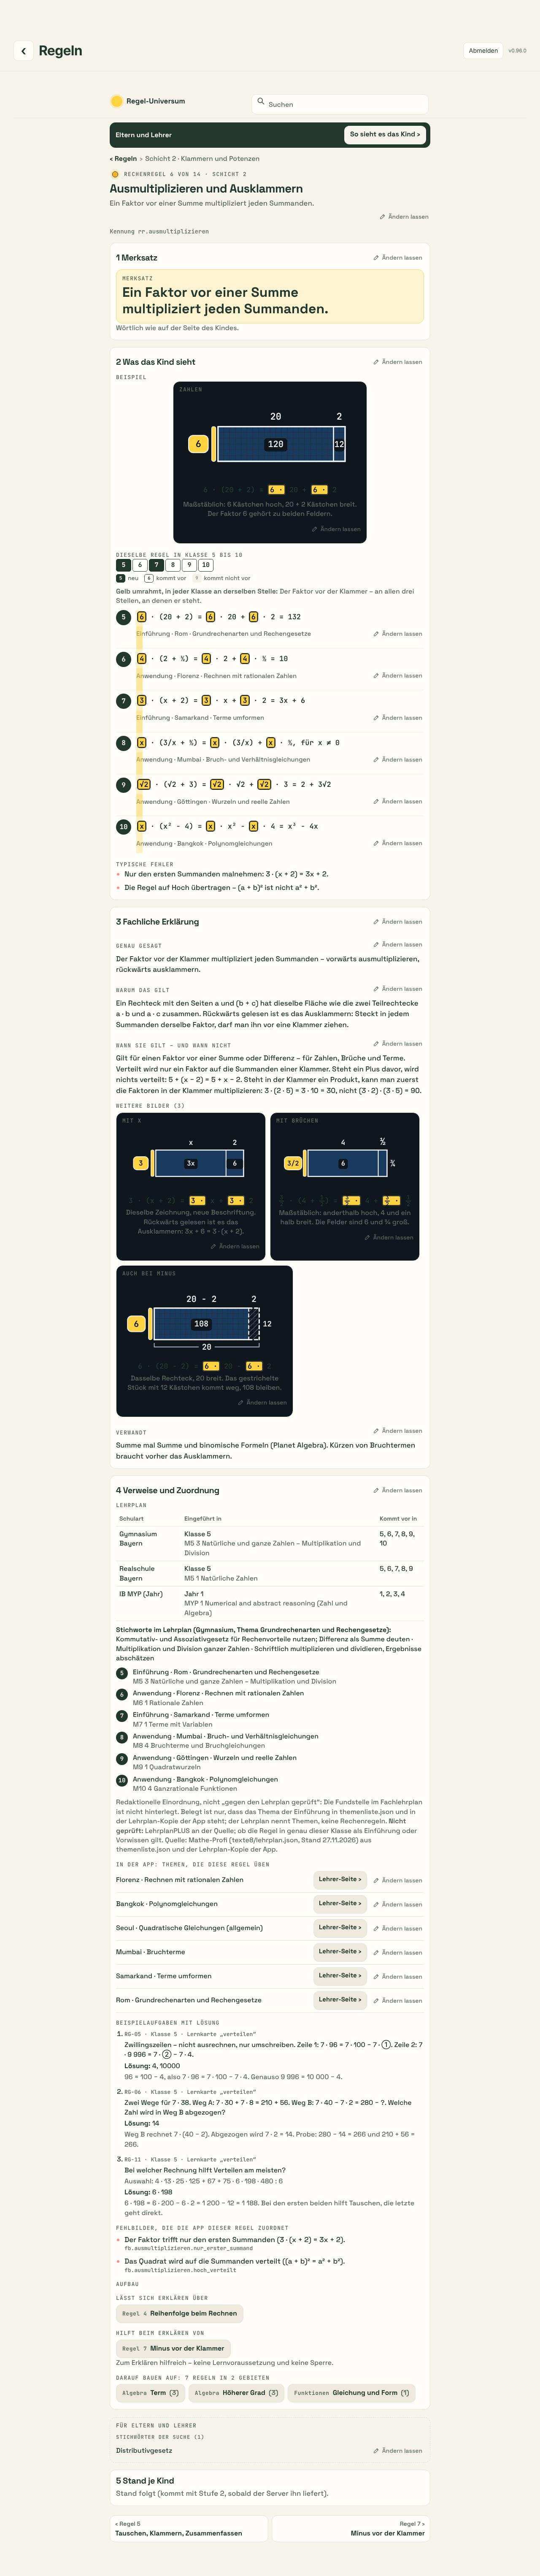 Regeln
Abmelden
v0.96.0
Regel-Universum
Suchen
Eltern und Lehrer
So sieht es das Kind ›
‹ Regeln › Schicht 2 · Klammern und Potenzen
RECHENREGEL 6 VON 14 · SCHICHT 2
Ausmultiplizieren und Ausklammern
Ein Faktor vor einer Summe multipliziert jeden Summanden.
Ändern lassen
Kennung rr.ausmultiplizieren
1 Merksatz
Ändern lassen
MERKSATZ
Ein Faktor vor einer Summe
multipliziert jeden Summanden.
Wörtlich wie auf der Seite des Kindes.
2 Was das Kind sieht
Ändern lassen
BEISPIEL
ZAHLEN
20 2
6 120 12
6 · (20 + 2) = 6 · 20 + 6 · 2
Maßstäblich: 6 Kästchen hoch, 20 + 2 Kästchen breit.
Der Faktor 6 gehört zu beiden Feldern.
Ändern lassen
DIESELBE REGEL IN KLASSE 5 BIS 10
5 6 7 8 9 10
5 neu 6 kommt vor kommt nicht vor
Gelb umrahmt, in jeder Klasse an derselben Stelle: Der Faktor vor der Klammer – an allen drei
Stellen, an denen er steht.
5 6 · (20 + 2) = 6 · 20 + 6 · 2 = 132
Einführung · Rom · Grundrechenarten und Rechengesetze
Ändern lassen
6 4 · (2 + ½) = 4 · 2 + 4 · ½ = 10
Anwendung · Florenz · Rechnen mit rationalen Zahlen
Ändern lassen
7 3 · (x + 2) = 3 · x + 3 · 2 = 3x + 6
Einführung · Samarkand · Terme umformen
Ändern lassen
8 x · (3/x + ½) = x · (3/x) + x · ½, für x ≠ 0
Anwendung · Mumbai · Bruch- und Verhältnisgleichungen
Ändern lassen
9 √2 · (√2 + 3) = √2 · √2 + √2 · 3 = 2 + 3√2
Anwendung · Göttingen · Wurzeln und reelle Zahlen
Ändern lassen
10 x · (x² - 4) = x · x² - x · 4 = x³ - 4x
Anwendung · Bangkok · Polynomgleichungen
Ändern lassen
TYPISCHE FEHLER
Nur den ersten Summanden malnehmen: 3 · (x + 2) = 3x + 2.
Die Regel auf Hoch übertragen – (a + b)² ist nicht a² + b².
3 Fachliche Erklärung
Ändern lassen
GENAU GESAGT
Ändern lassen
Der Faktor vor der Klammer multipliziert jeden Summanden – vorwärts ausmultiplizieren,
rückwärts ausklammern.
WARUM DAS GILT
Ändern lassen
Ein Rechteck mit den Seiten a und (b + c) hat dieselbe Fläche wie die zwei Teilrechtecke
a · b und a · c zusammen. Rückwärts gelesen ist es das Ausklammern: Steckt in jedem
Summanden derselbe Faktor, darf man ihn vor eine Klammer ziehen.
WANN SIE GILT – UND WANN NICHT
Ändern lassen
Gilt für einen Faktor vor einer Summe oder Differenz – für Zahlen, Brüche und Terme.
Verteilt wird nur ein Faktor auf die Summanden einer Klammer. Steht ein Plus davor, wird
nichts verteilt: 5 + (x − 2) = 5 + x − 2. Steht in der Klammer ein Produkt, kann man zuerst
die Faktoren in der Klammer multiplizieren: 3 · (2 · 5) = 3 · 10 = 30, nicht (3 · 2) · (3 · 5) = 90.
WEITERE BILDER (3)
MIT X
x 2
3 3x 6
3 · (x + 2) = 3 · x + 3 · 2
Dieselbe Zeichnung, neue Beschriftung.
Rückwärts gelesen ist es das
Ausklammern: 3x + 6 = 3 · (x + 2).
Ändern lassen
MIT BRÜCHEN
4 ½
3/2 6 ¾
Maßstäblich: anderthalb hoch, 4 und ein
halb breit. Die Felder sind 6 und ¾ groß.
Ändern lassen
AUCH BEI MINUS
20 - 2 2
6 108 12
20
6 · (20 − 2) = 6 · 20 − 6 · 2
Dasselbe Rechteck, 20 breit. Das gestrichelte
Stück mit 12 Kästchen kommt weg, 108 bleiben.
Ändern lassen
VERWANDT
Ändern lassen
Summe mal Summe und binomische Formeln (Planet Algebra). Kürzen von Bruchtermen
braucht vorher das Ausklammern.
4 Verweise und Zuordnung
Ändern lassen
LEHRPLAN
Schulart Eingeführt in Kommt vor in
Gymnasium Bayern
Klasse 5
M5 3 Natürliche und ganze Zahlen – Multiplikation und
Division
5, 6, 7, 8, 9,
10
Realschule Bayern
Klasse 5
M5 1 Natürliche Zahlen
5, 6, 7, 8, 9
IB MYP (Jahr)
Jahr 1
MYP 1 Numerical and abstract reasoning (Zahl und
Algebra)
1, 2, 3, 4
Stichworte im Lehrplan (Gymnasium, Thema Grundrechenarten und Rechengesetze):
Kommutativ- und Assoziativgesetz für Rechenvorteile nutzen; Differenz als Summe deuten ·
Multiplikation und Division ganzer Zahlen · Schriftlich multiplizieren und dividieren, Ergebnisse
abschätzen
5 Einführung · Rom · Grundrechenarten und Rechengesetze
M5 3 Natürliche und ganze Zahlen – Multiplikation und Division
6 Anwendung · Florenz · Rechnen mit rationalen Zahlen
M6 1 Rationale Zahlen
7 Einführung · Samarkand · Terme umformen
M7 1 Terme mit Variablen
8 Anwendung · Mumbai · Bruch- und Verhältnisgleichungen
M8 4 Bruchterme und Bruchgleichungen
9 Anwendung · Göttingen · Wurzeln und reelle Zahlen
M9 1 Quadratwurzeln
10 Anwendung · Bangkok · Polynomgleichungen
M10 4 Ganzrationale Funktionen
Redaktionelle Einordnung, nicht „gegen den Lehrplan geprüft“: Die Fundstelle im Fachlehrplan
ist nicht hinterlegt. Belegt ist nur, dass das Thema der Einführung in themenliste.json und in
der Lehrplan-Kopie der App steht; der Lehrplan nennt Themen, keine Rechenregeln. Nicht
geprüft: LehrplanPLUS an der Quelle; ob die Regel in genau dieser Klasse als Einführung oder
Vorwissen gilt. Quelle: Mathe-Profi (texte8/lehrplan.json, Stand 27.11.2026) aus
themenliste.json und der Lehrplan-Kopie der App.
IN DER APP: THEMEN, DIE DIESE REGEL ÜBEN
Florenz · Rechnen mit rationalen Zahlen
Lehrer-Seite ›
Ändern lassen
Bangkok · Polynomgleichungen
Lehrer-Seite ›
Ändern lassen
Seoul · Quadratische Gleichungen (allgemein)
Lehrer-Seite ›
Ändern lassen
Mumbai · Bruchterme
Lehrer-Seite ›
Ändern lassen
Samarkand · Terme umformen
Lehrer-Seite ›
Ändern lassen
Rom · Grundrechenarten und Rechengesetze
Lehrer-Seite ›
Ändern lassen
BEISPIELAUFGABEN MIT LÖSUNG
1. RG-05 · Klasse 5 · Lernkarte „verteilen“
Zwillingszeilen – nicht ausrechnen, nur umschreiben. Zeile 1: 7 · 96 = 7 · 100 − 7 · ①. Zeile 2: 7
· 9 996 = 7 · ② − 7 · 4.
Lösung: 4, 10000
96 = 100 − 4, also 7 · 96 = 7 · 100 − 7 · 4. Genauso 9 996 = 10 000 − 4.
2. RG-06 · Klasse 5 · Lernkarte „verteilen“
Zwei Wege für 7 · 38. Weg A: 7 · 30 + 7 · 8 = 210 + 56. Weg B: 7 · 40 − 7 · 2 = 280 − ?. Welche
Zahl wird in Weg B abgezogen?
Lösung: 14
Weg B rechnet 7 · (40 − 2). Abgezogen wird 7 · 2 = 14. Probe: 280 − 14 = 266 und 210 + 56 =
266.
3. RG-11 · Klasse 5 · Lernkarte „verteilen“
Bei welcher Rechnung hilft Verteilen am meisten?
Auswahl: 4 · 13 · 25 · 125 + 67 + 75 · 6 · 198 · 480 : 6
Lösung: 6 · 198
6 · 198 = 6 · 200 − 6 · 2 = 1 200 − 12 = 1 188. Bei den ersten beiden hilft Tauschen, die letzte
geht direkt.
FEHLBILDER, DIE DIE APP DIESER REGEL ZUORDNET
Der Faktor trifft nur den ersten Summanden (3 · (x + 2) = 3x + 2).
fb.ausmultiplizieren.nur_erster_summand
Das Quadrat wird auf die Summanden verteilt ((a + b)² = a² + b²).
fb.ausmultiplizieren.hoch_verteilt
AUFBAU
LÄSST SICH ERKLÄREN ÜBER
Regel 4 Reihenfolge beim Rechnen
HILFT BEIM ERKLÄREN VON
Regel 7 Minus vor der Klammer
Zum Erklären hilfreich – keine Lernvoraussetzung und keine Sperre.
DARAUF BAUEN AUF: 7 REGELN IN 2 GEBIETEN
Algebra Term (3)
Algebra Höherer Grad (3)
Funktionen Gleichung und Form (1)
FÜR ELTERN UND LEHRER
STICHWÖRTER DER SUCHE (1)
Distributivgesetz
Ändern lassen
5 Stand je Kind
Stand folgt (kommt mit Stufe 2, sobald der Server ihn liefert).
‹ Regel 5
Tauschen, Klammern, Zusammenfassen
Regel 7 ›
Minus vor der Klammer